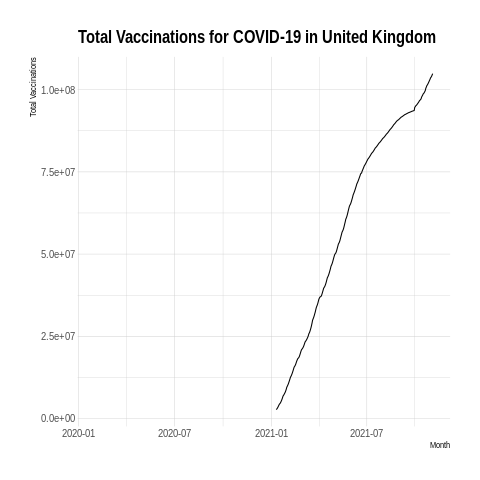 Total Vaccinations for COVID-19 in United Kingdom
Total Vaccinations
1.0e+08
7.5e+07
5.0e+07
2.5e+07
0.0e+00
2020-01 2020-07 2021-01 2021-07
Month